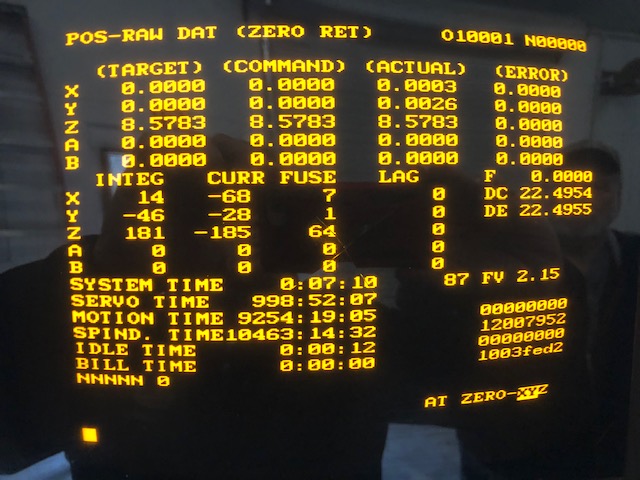 POS-RAW DAT (ZERO RET) O10001 N00000
(TARGET) (COMMAND) (ACTUAL) (ERROR)
X 0.0000 0.0000 0.0003 0.0000
Y 0.0000 0.0000 0.0026 0.0000
Z 8.5783 8.5783 8.5783 0.0000
A 0.0000 0.0000 0.0000 0.0000
B 0.0000 0.0000 0.0000 0.0000
INTEG CURR FUSE LAG F 0.0000
X 14 -68 7 0 DC 22.4954
Y -46 -28 1 0 DE 22.4955
Z 181 -185 64 0
A 0 0 0 0
B 0 0 0 0
SYSTEM TIME 0:07:10 87 FV 2.15
SERVO TIME 998:52:07 00000000
MOTION TIME 9254:19:05 12007952
SPIND. TIME10463:14:32 00000000
IDLE TIME 0:00:12 1003fed2
BILL TIME 0:00:00
NNNNN 0
AT ZERO-XYZ